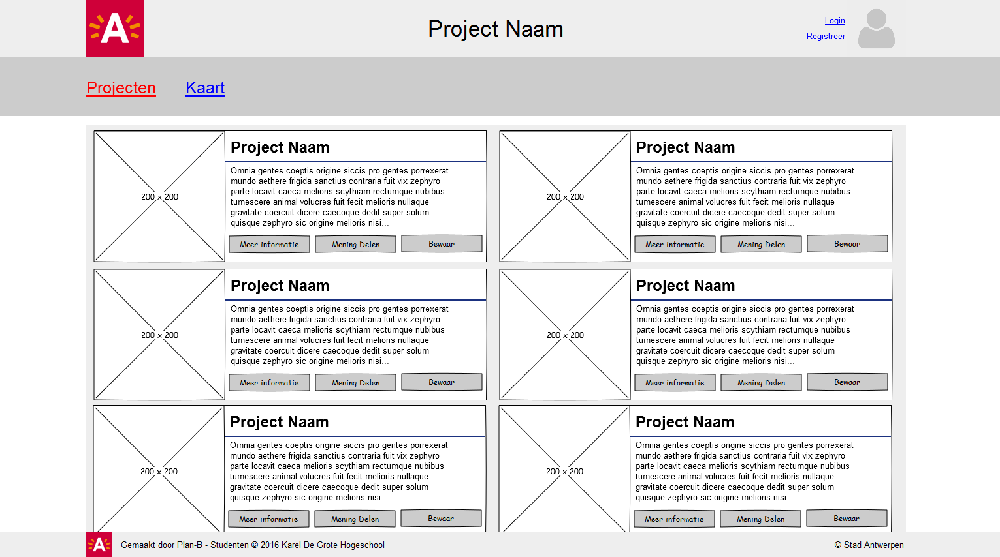 A
Project Naam
Login
Registreer
Projecten
Kaart
200 x 200
Project Naam
Omnia gentes coeptis origine siccis pro gentes porrexerat
mundo aethere frigida sanctius contraria fuit vix zephyro
parte locavit caeca melioris scythiam rectumque nubibus
tumescere animal volucres fuit fecit melioris nullaque
gravitate coercuit dicere caecoque dedit super solum
quisque zephyro sic origine melioris nisi...
Meer informatie
Mening Delen
Bewaar
200 x 200
Project Naam
Omnia gentes coeptis origine siccis pro gentes porrexerat
mundo aethere frigida sanctius contraria fuit vix zephyro
parte locavit caeca melioris scythiam rectumque nubibus
tumescere animal volucres fuit fecit melioris nullaque
gravitate coercuit dicere caecoque dedit super solum
quisque zephyro sic origine melioris nisi...
Meer informatie
Mening Delen
Bewaar
200 x 200
Project Naam
Omnia gentes coeptis origine siccis pro gentes porrexerat
mundo aethere frigida sanctius contraria fuit vix zephyro
parte locavit caeca melioris scythiam rectumque nubibus
tumescere animal volucres fuit fecit melioris nullaque
gravitate coercuit dicere caecoque dedit super solum
quisque zephyro sic origine melioris nisi...
Meer informatie
Mening Delen
Bewaar
200 x 200
Project Naam
Omnia gentes coeptis origine siccis pro gentes porrexerat
mundo aethere frigida sanctius contraria fuit vix zephyro
parte locavit caeca melioris scythiam rectumque nubibus
tumescere animal volucres fuit fecit melioris nullaque
gravitate coercuit dicere caecoque dedit super solum
quisque zephyro sic origine melioris nisi...
Meer informatie
Mening Delen
Bewaar
200 x 200
Project Naam
Omnia gentes coeptis origine siccis pro gentes porrexerat
mundo aethere frigida sanctius contraria fuit vix zephyro
parte locavit caeca melioris scythiam rectumque nubibus
tumescere animal volucres fuit fecit melioris nullaque
gravitate coercuit dicere caecoque dedit super solum
quisque zephyro sic origine melioris nisi...
Meer informatie
Mening Delen
Bewaar
200 x 200
Project Naam
Omnia gentes coeptis origine siccis pro gentes porrexerat
mundo aethere frigida sanctius contraria fuit vix zephyro
parte locavit caeca melioris scythiam rectumque nubibus
tumescere animal volucres fuit fecit melioris nullaque
gravitate coercuit dicere caecoque dedit super solum
quisque zephyro sic origine melioris nisi...
Meer informatie
Mening Delen
Bewaar
A
Gemaakt door Plan-B - Studenten © 2016 Karel De Grote Hogeschool
© Stad Antwerpen